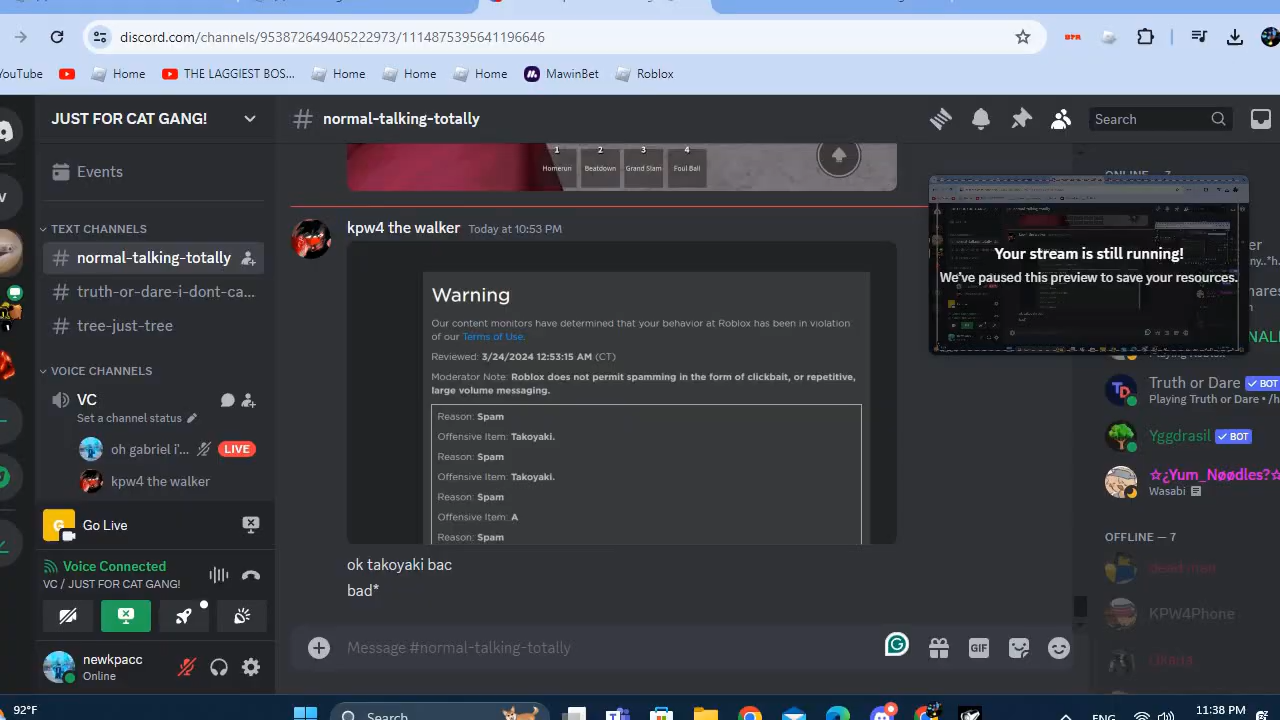 discord.com/channels/953872649405222973/1114875395641196646
YouTube
Home
THE LAGGIEST BOS...
Home
Home
Home
MawinBet
Roblox
JUST FOR CAT GANG!
normal-talking-totally
Search
Events
TEXT CHANNELS
normal-talking-totally
truth-or-dare-i-dont-ca...
tree-just-tree
VOICE CHANNELS
VC
Set a channel status
oh gabriel i'... LIVE
kpw4 the walker
G Go Live
Voice Connected
VC / JUST FOR CAT GANG!
newkpacc
Online
1 2 3 4
Homerun Beatdown Grand Slam Foul Ball
kpw4 the walker Today at 10:53 PM
Warning
Our content monitors have determined that your behavior at Roblox has been in violation
of our Terms of Use.
Reviewed: 3/24/2024 12:53:15 AM (CT)
Moderator Note: Roblox does not permit spamming in the form of clickbait, or repetitive,
large volume messaging.
Reason: Spam
Offensive Item: Takoyaki.
Reason: Spam
Offensive Item: Takoyaki.
Reason: Spam
Offensive Item: A
Reason: Spam
ok takoyaki bac
bad*
Message #normal-talking-totally
GIF
Your stream is still running!
We've paused this preview to save your resources.
Truth or Dare BOT
Playing Truth or Dare • /h
Yggdrasil BOT
☆¿Yum_Nøødles?☆
Wasabi
OFFLINE — 7
dead man
KPW4Phone
92°F
Search
ENG
11:38 PM